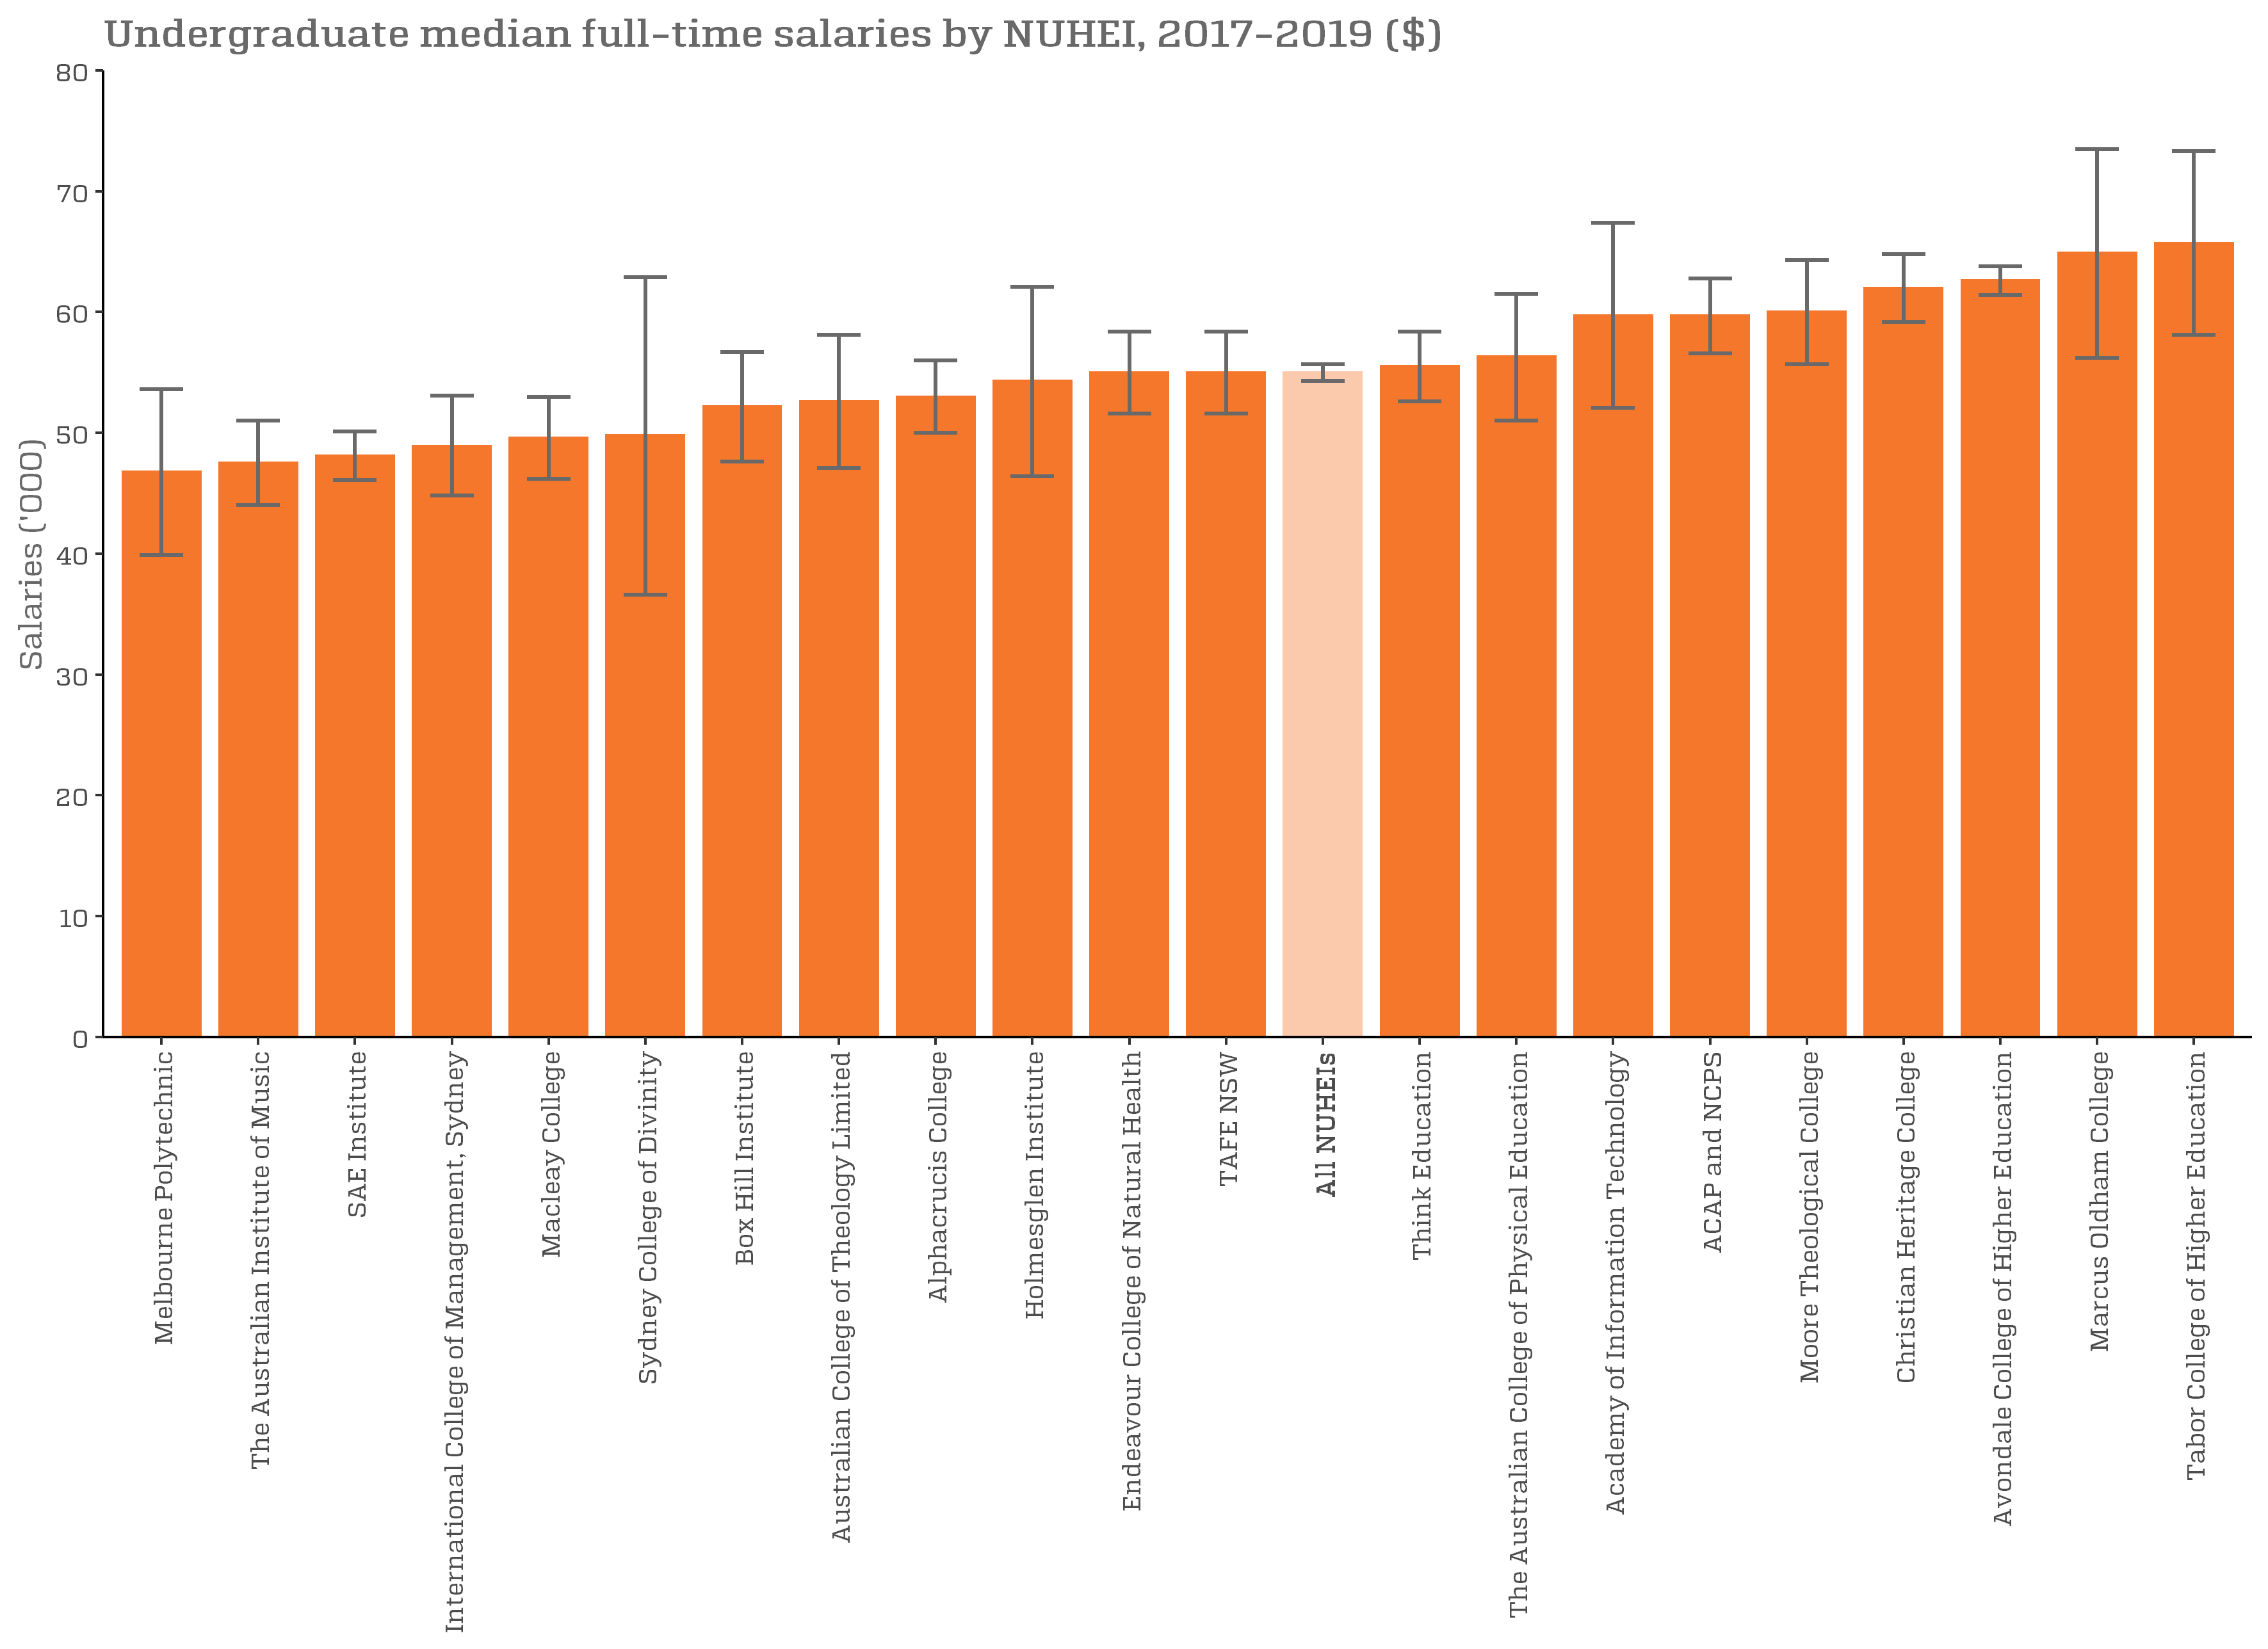 Undergraduate median full-time salaries by NUHEI, 2017-2019 ($)
Salaries ('000)
80
70
60
50
40
30
20
10
0
Melbourne Polytechnic
The Australian Institute of Music
SAE Institute
International College of Management, Sydney
Macleay College
Sydney College of Divinity
Box Hill Institute
Australian College of Theology Limited
Alphacrucis College
Holmesglen Institute
Endeavour College of Natural Health
TAFE NSW
All NUHEIs
Think Education
The Australian College of Physical Education
Academy of Information Technology
ACAP and NCPS
Moore Theological College
Christian Heritage College
Avondale College of Higher Education
Marcus Oldham College
Tabor College of Higher Education